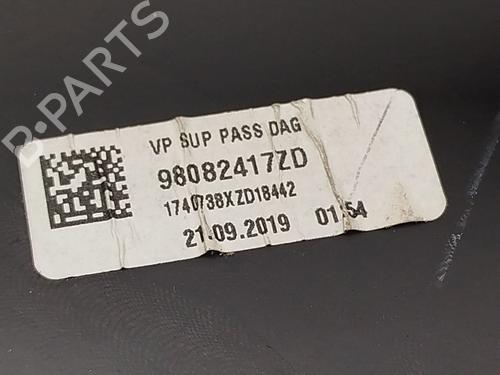 B-PARTS
VP SUP PASS DAG
98082417ZD
1740738XZD18442
21-09.2019 01:54